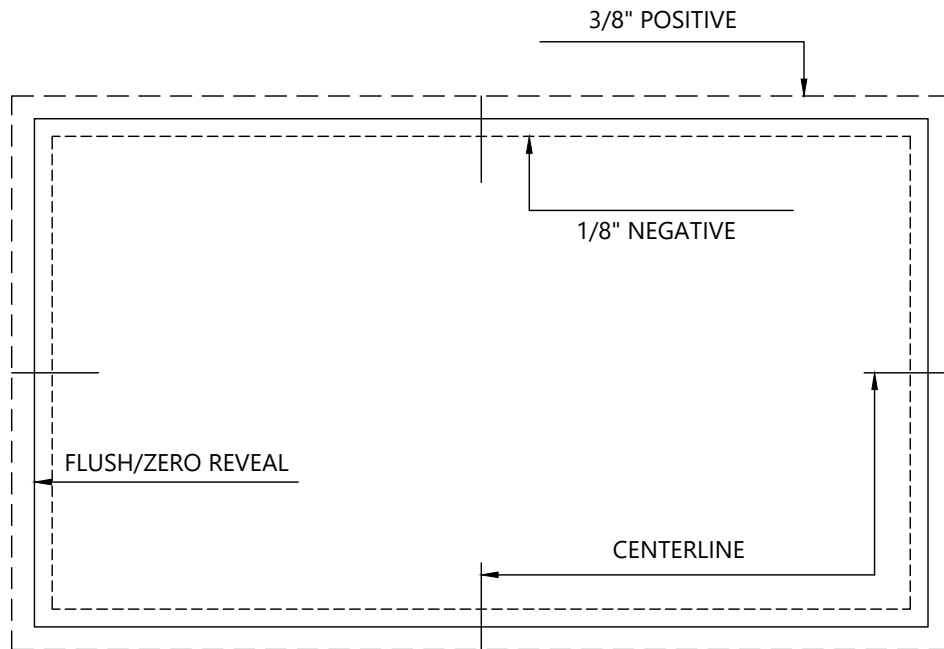 3/8" POSITIVE
1/8" NEGATIVE
FLUSH/ZERO REVEAL
CENTERLINE